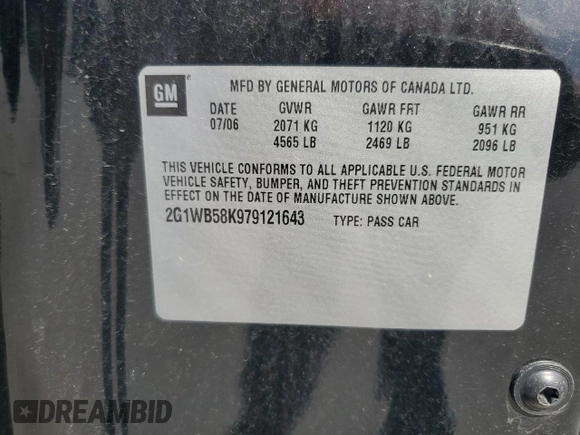 GM
MFD BY GENERAL MOTORS OF CANADA LTD.
DATE GVWR GAWR FRT GAWR RR
07/06 2071 KG 1120 KG 951 KG
4565 LB 2469 LB 2096 LB
THIS VEHICLE CONFORMS TO ALL APPLICABLE U.S. FEDERAL MOTOR
VEHICLE SAFETY, BUMPER, AND THEFT PREVENTION STANDARDS IN
EFFECT ON THE DATE OF MANUFACTURE SHOWN ABOVE.
2G1WB58K979121643 TYPE: PASS CAR
DREAMBID